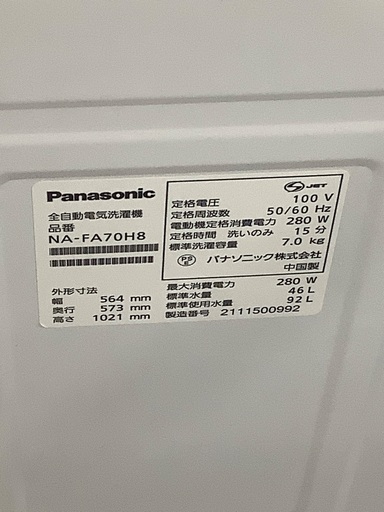 Panasonic
全自動電気洗濯機
品番
NA-FA70H8
外形寸法
幅 564 mm
奥行 573 mm
高さ 1021 mm
JET
定格電圧 100 V
定格周波数 50/60 Hz
電動機定格消費電力 280 W
定格時間 洗いのみ 15 分
標準洗濯容量 7.0 kg
PS E パナソニック株式会社
中国製
最大消費電力 280 W
標準水量 46 L
標準使用水量 92 L
製造番号 2111500992